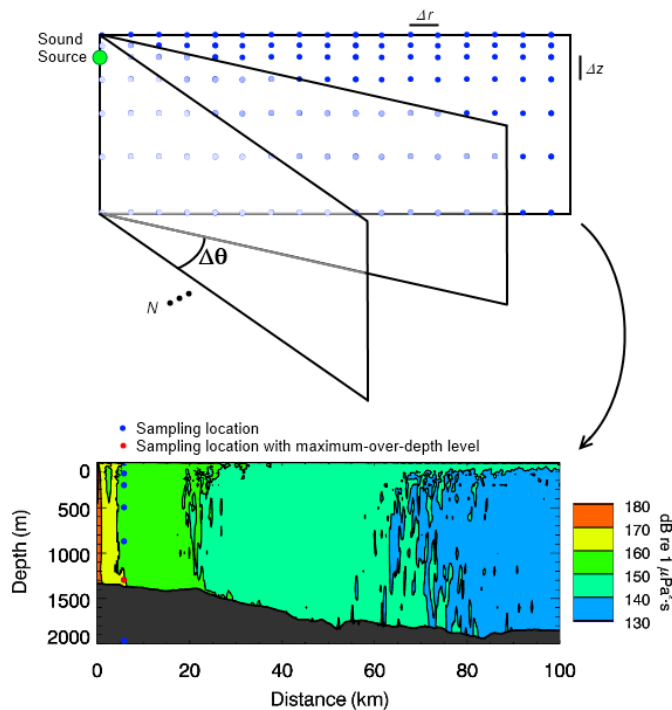 Δr
Sound
Source
Δz
Δθ
N
Sampling location
Sampling location with maximum-over-depth level
0
500
1000
1500
2000
Depth (m)
0 20 40 60 80 100
Distance (km)
180
170
160
150
140
130
dB re 1 µPa²s